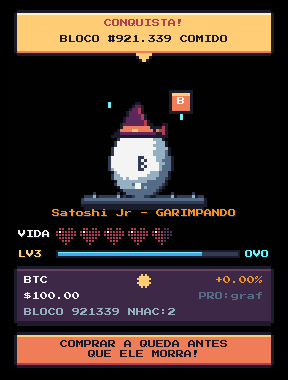 CONQUISTA!
BLOCO #921.339 COMIDO
B
B
Satoshi Jr - GARIMPANDO
VIDA
LV3 OVO
BTC +0.00%
$100.00 PRO:graf
BLOCO 921339 NHAC:2
COMPRAR A QUEDA ANTES
QUE ELE MORRA!